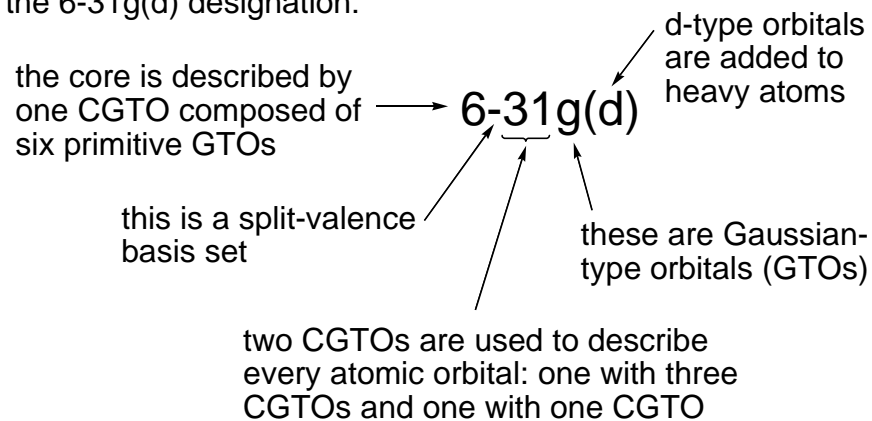 the 6-31g(d) designation.
d-type orbitals
are added to
heavy atoms
the core is described by
one CGTO composed of
six primitive GTOs
6-31g(d)
this is a split-valence
basis set
these are Gaussian-
type orbitals (GTOs)
two CGTOs are used to describe
every atomic orbital: one with three
CGTOs and one with one CGTO